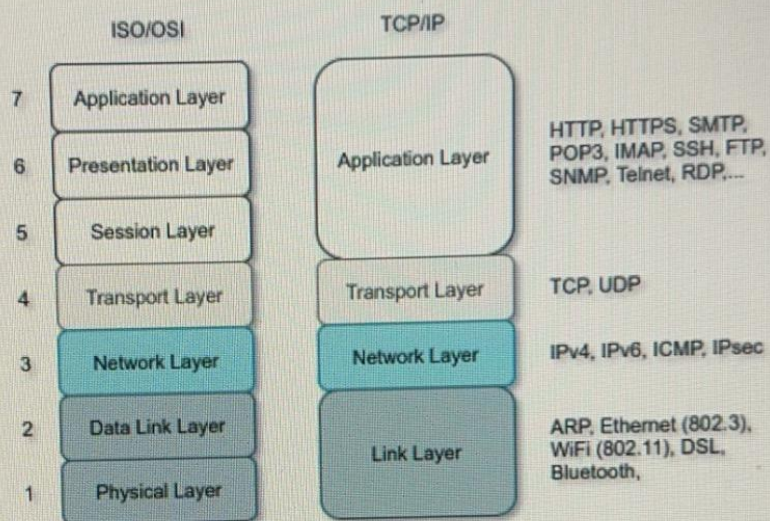 ISO/OSI
TCP/IP
7
Application Layer
6
Presentation Layer
5
Session Layer
4
Transport Layer
3
Network Layer
2
Data Link Layer
1
Physical Layer
Application Layer
Transport Layer
Network Layer
Link Layer
HTTP, HTTPS, SMTP,
POP3, IMAP, SSH, FTP,
SNMP, Telnet, RDP,...
TCP, UDP
IPv4, IPv6, ICMP, IPsec
ARP, Ethernet (802.3),
WiFi (802.11), DSL,
Bluetooth,